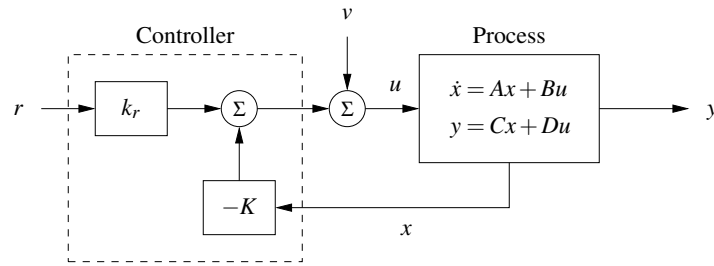 Controller
Process
v
r
k_r
Σ
Σ
u
ẋ = Ax + Bu
y = Cx + Du
y
−K
x